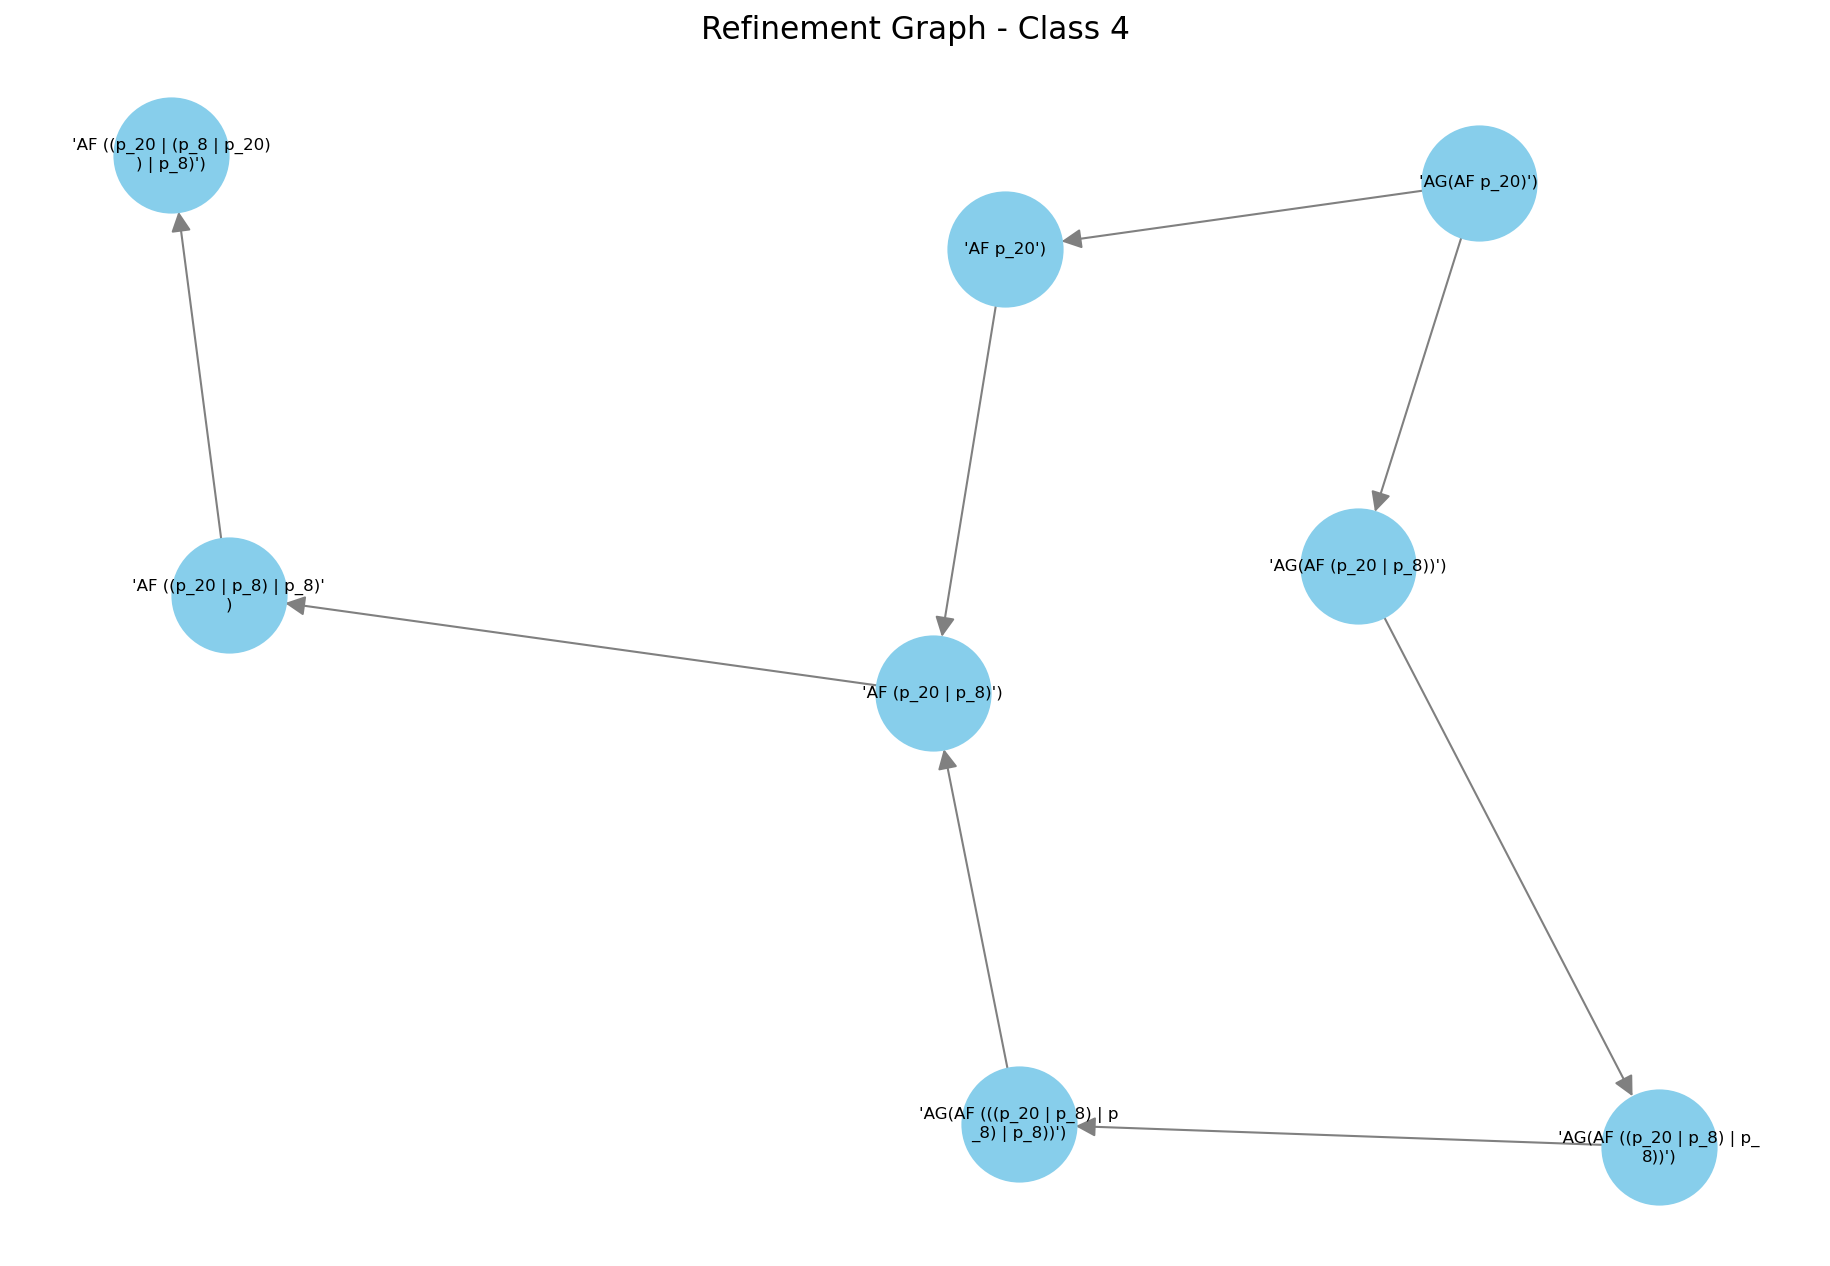 Refinement Graph - Class 4
'AF ((p_20 | (p_8 | p_20)
) | p_8)')
'AG(AF p_20)')
'AF p_20')
'AG(AF (p_20 | p_8))')
'AF ((p_20 | p_8) | p_8)'
)
'AF (p_20 | p_8)')
'AG(AF (((p_20 | p_8) | p
_8) | p_8))')
'AG(AF ((p_20 | p_8) | p_
8))')